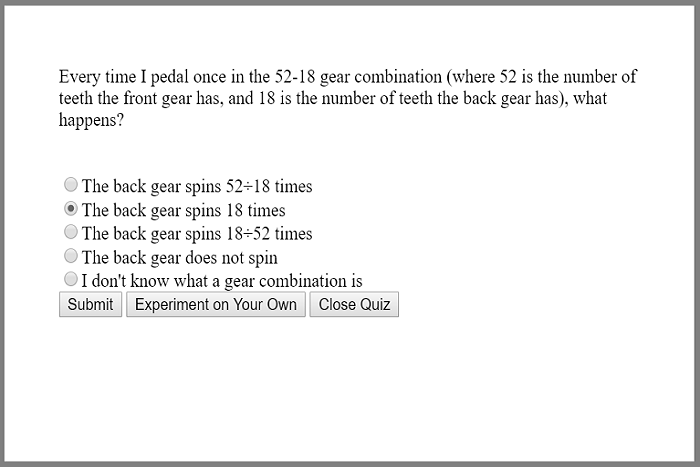 Every time I pedal once in the 52-18 gear combination (where 52 is the number of
teeth the front gear has, and 18 is the number of teeth the back gear has), what
happens?
The back gear spins 52÷18 times
The back gear spins 18 times
The back gear spins 18÷52 times
The back gear does not spin
I don't know what a gear combination is
Submit Experiment on Your Own Close Quiz